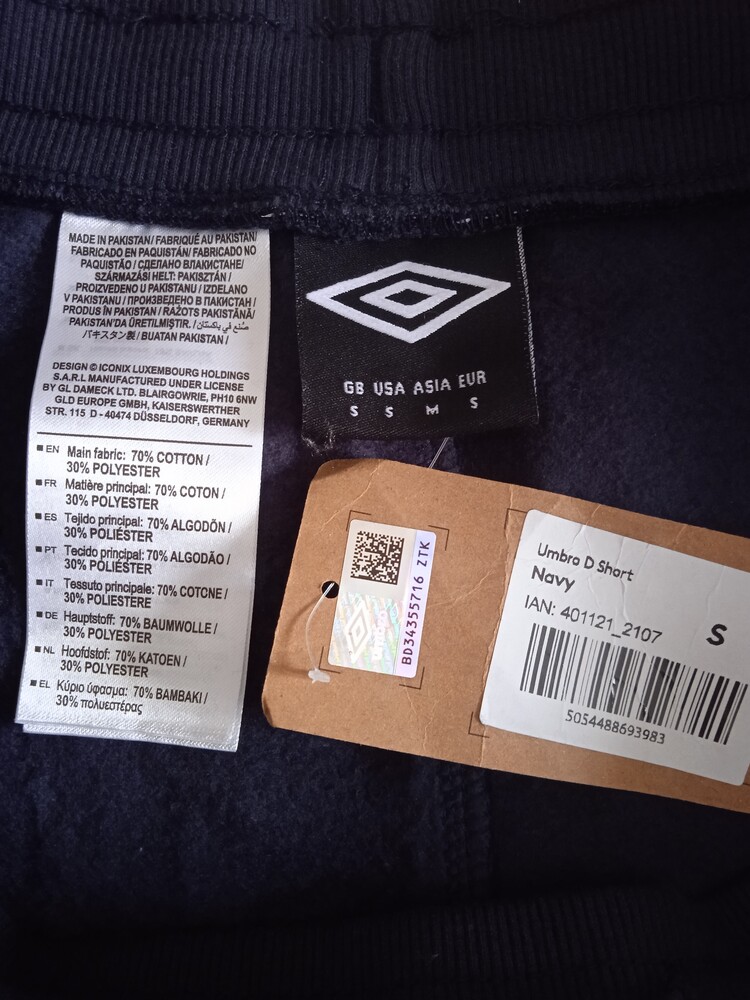 MADE IN PAKISTAN/ FABRIQUÉ AU PAKISTAN/
FABRICADO EN PAQUISTÁN/ FABRICADO NO
PAQUISTÃO / СДЕЛАНО ВПАКИСТАНЕ/
SZÁRMAZÁSI HELT: PAKISZTÁN /
PROIZVEDENO U PAKISTANU / IZDELANO
V PAKISTANU / ПРОИЗВЕДЕНО В ПАКИСТАН /
PRODUS ÎN PAKISTAN / RAŽOTS PAKISTĀNĀ/
PAKISTAN'DA ÜRETILMIŞTIR. / صنع في باكستان /
パキスタン製 / BUATAN PAKISTAN /
DESIGN © ICONIX LUXEMBOURG HOLDINGS
S.A.R.L MANUFACTURED UNDER LICENSE
BY GL DAMECK LTD. BLAIRGOWRIE, PH10 6NW
GLD EUROPE GMBH, KAISERSWERTHER
STR. 115 D - 40474 DÜSSELDORF, GERMANY
EN Main fabric: 70% COTTON /
30% POLYESTER
FR Matière principal: 70% COTON /
30% POLYESTER
ES Tejido principal: 70% ALGODÓN /
30% POLIÉSTER
PT Tecido principal: 70% ALGODÃO /
30% POLIÉSTER
IT Tessuto principale: 70% COTCNE /
30% POLIESTERE
DE Hauptstoff: 70% BAUMWOLLE /
30% POLYESTER
NL Hoofdstof: 70% KATOEN /
30% POLYESTER
EL Κύριο ύφασμα: 70% ΒΑΜΒΑΚΙ /
30% πολυεστέρας
GB USA ASIA EUR
S S M S
BD34355716 ZTK
Umbro D Short
Navy
IAN: 401121_2107
S
5054488693983